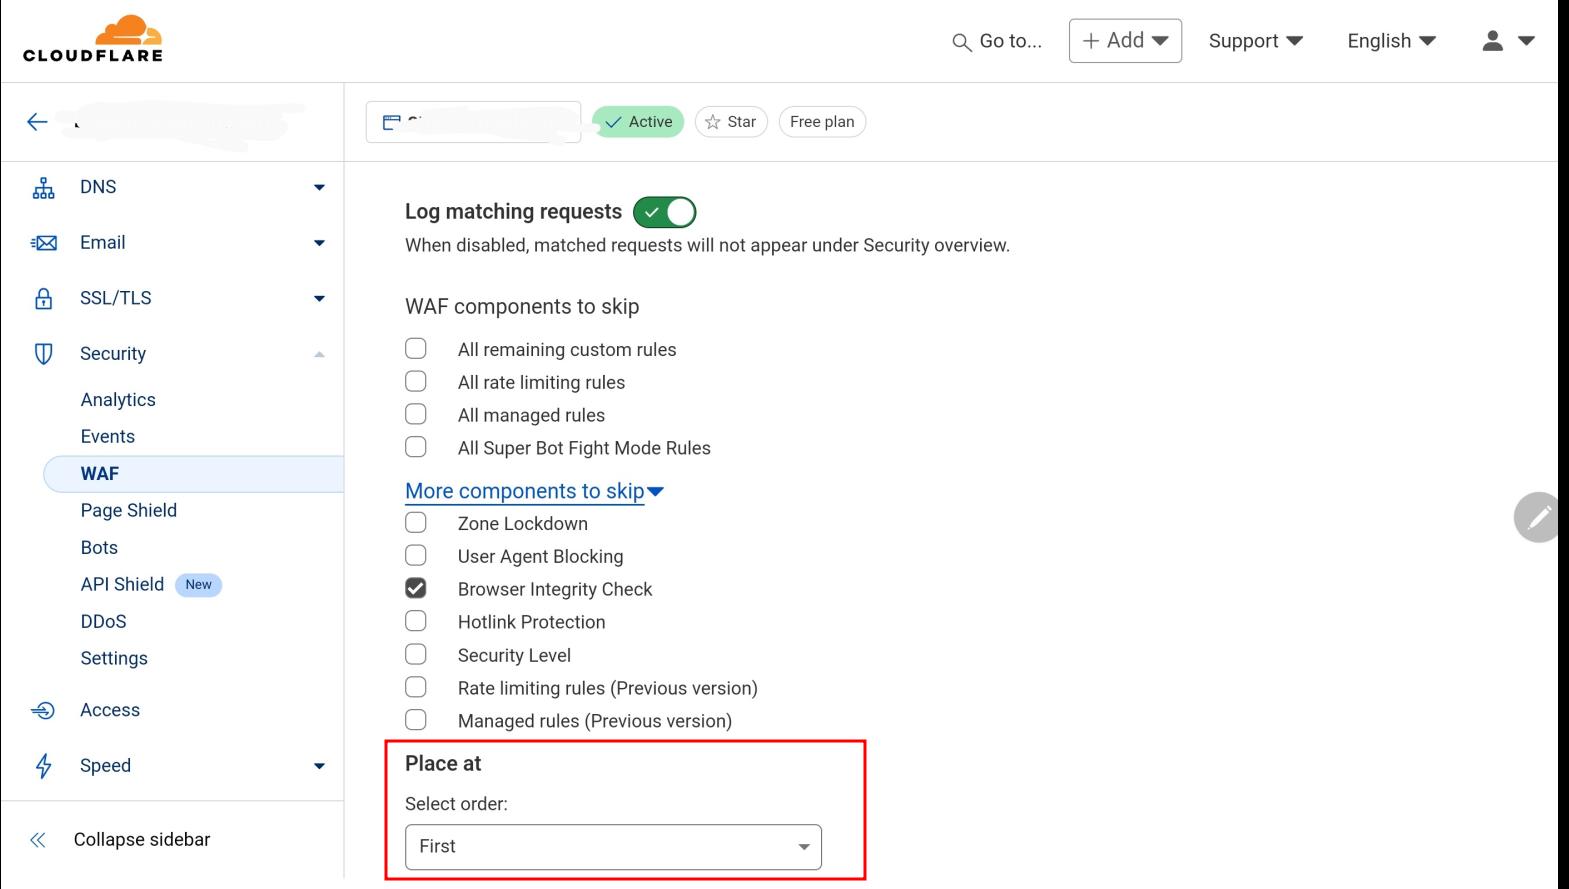 CLOUDFLARE
Go to...
+ Add
Support
English
Active
Star
Free plan
DNS
Email
SSL/TLS
Security
Analytics
Events
WAF
Page Shield
Bots
API Shield New
DDoS
Settings
Access
Speed
Collapse sidebar
Log matching requests
When disabled, matched requests will not appear under Security overview.
WAF components to skip
All remaining custom rules
All rate limiting rules
All managed rules
All Super Bot Fight Mode Rules
More components to skip
Zone Lockdown
User Agent Blocking
Browser Integrity Check
Hotlink Protection
Security Level
Rate limiting rules (Previous version)
Managed rules (Previous version)
Place at
Select order:
First